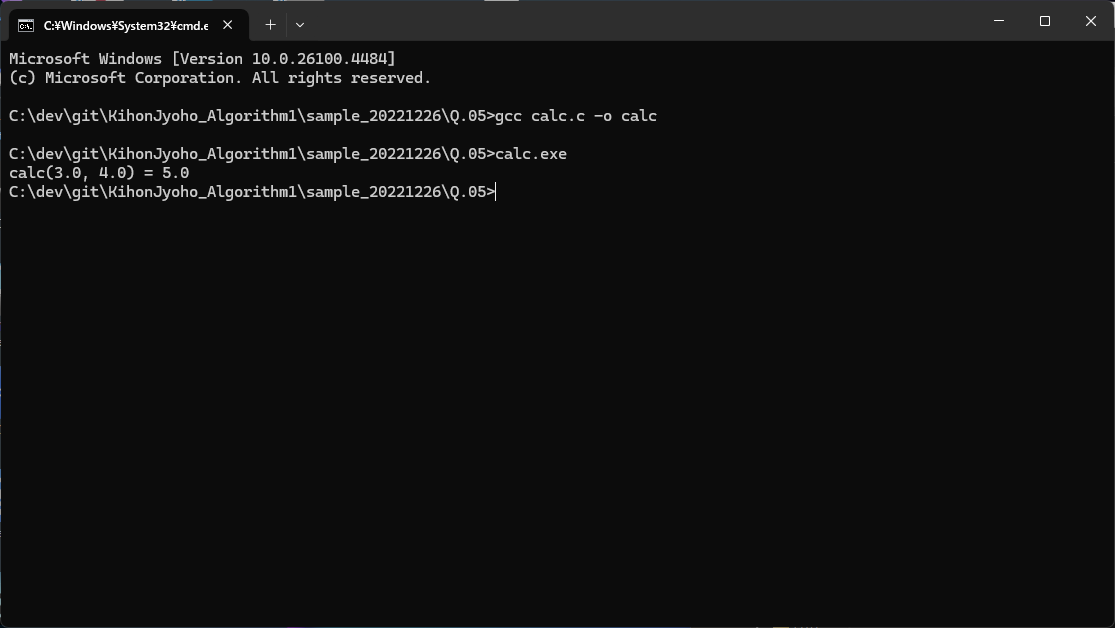 C:¥Windows¥System32¥cmd.e
Microsoft Windows [Version 10.0.26100.4484]
(c) Microsoft Corporation. All rights reserved.
C:\dev\git\KihonJyoho_Algorithm1\sample_20221226\Q.05>gcc calc.c -o calc
C:\dev\git\KihonJyoho_Algorithm1\sample_20221226\Q.05>calc.exe
calc(3.0, 4.0) = 5.0
C:\dev\git\KihonJyoho_Algorithm1\sample_20221226\Q.05>